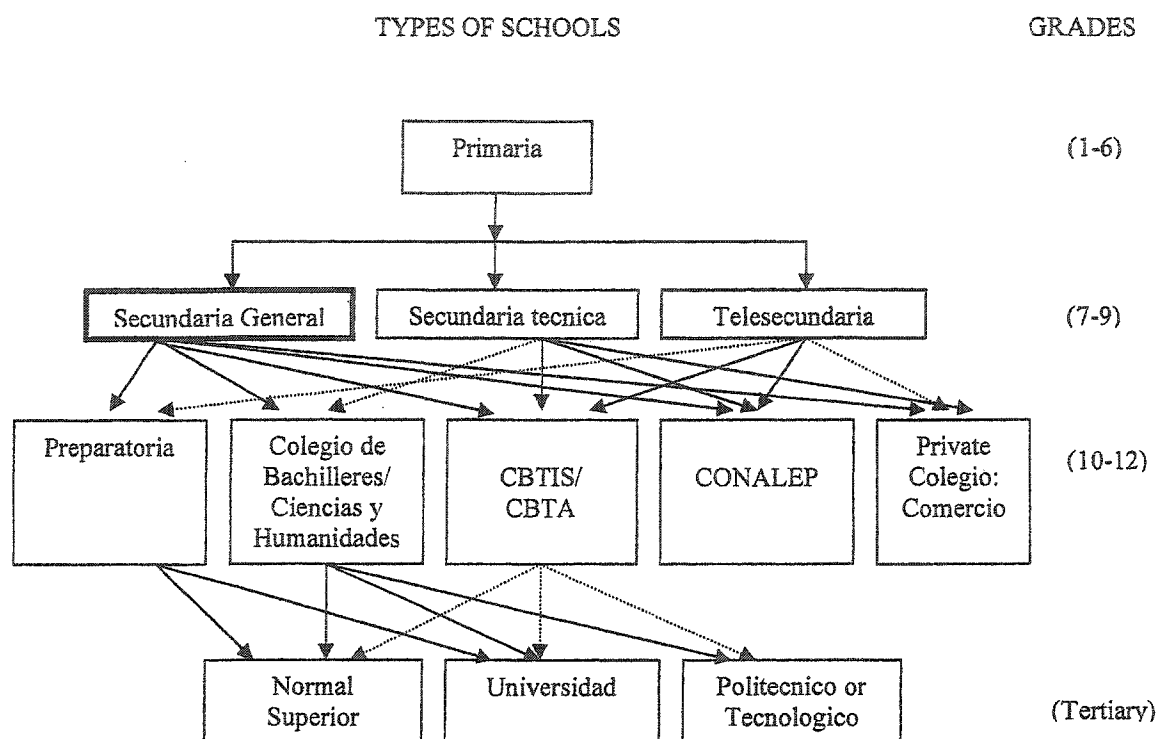 TYPES OF SCHOOLS
GRADES
Primaria
(1-6)
Secundaria General
Secundaria tecnica
Telesecundaria
(7-9)
Preparatoria
Colegio de
Bachilleres/
Ciencias y
Humanidades
CBTIS/
CBTA
CONALEP
Private
Colegio:
Comercio
(10-12)
Normal
Superior
Universidad
Politecnico or
Tecnologico
(Tertiary)